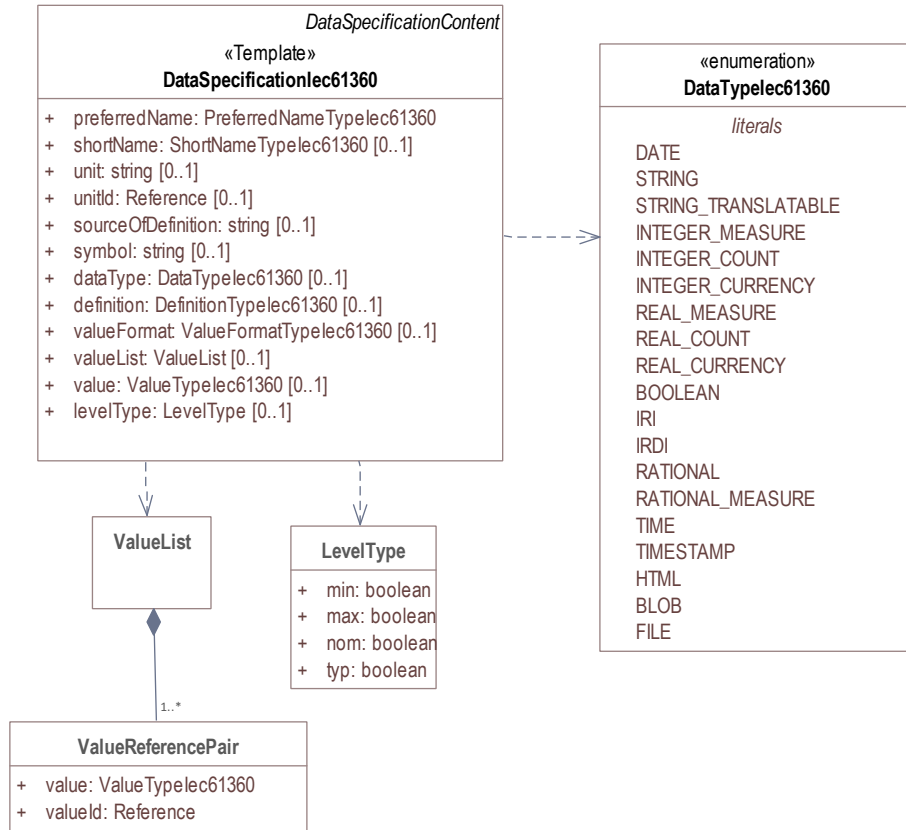 DataSpecificationContent
«Template»
DataSpecificationIec61360
+ preferredName: PreferredNameTypeIec61360
+ shortName: ShortNameTypeIec61360 [0..1]
+ unit: string [0..1]
+ unitId: Reference [0..1]
+ sourceOfDefinition: string [0..1]
+ symbol: string [0..1]
+ dataType: DataTypeIec61360 [0..1]
+ definition: DefinitionTypeIec61360 [0..1]
+ valueFormat: ValueFormatTypeIec61360 [0..1]
+ valueList: ValueList [0..1]
+ value: ValueTypeIec61360 [0..1]
+ levelType: LevelType [0..1]
«enumeration»
DataTypeIec61360
literals
DATE
STRING
STRING_TRANSLATABLE
INTEGER_MEASURE
INTEGER_COUNT
INTEGER_CURRENCY
REAL_MEASURE
REAL_COUNT
REAL_CURRENCY
BOOLEAN
IRI
IRDI
RATIONAL
RATIONAL_MEASURE
TIME
TIMESTAMP
HTML
BLOB
FILE
ValueList
LevelType
+ min: boolean
+ max: boolean
+ nom: boolean
+ typ: boolean
1..*
ValueReferencePair
+ value: ValueTypeIec61360
+ valueId: Reference